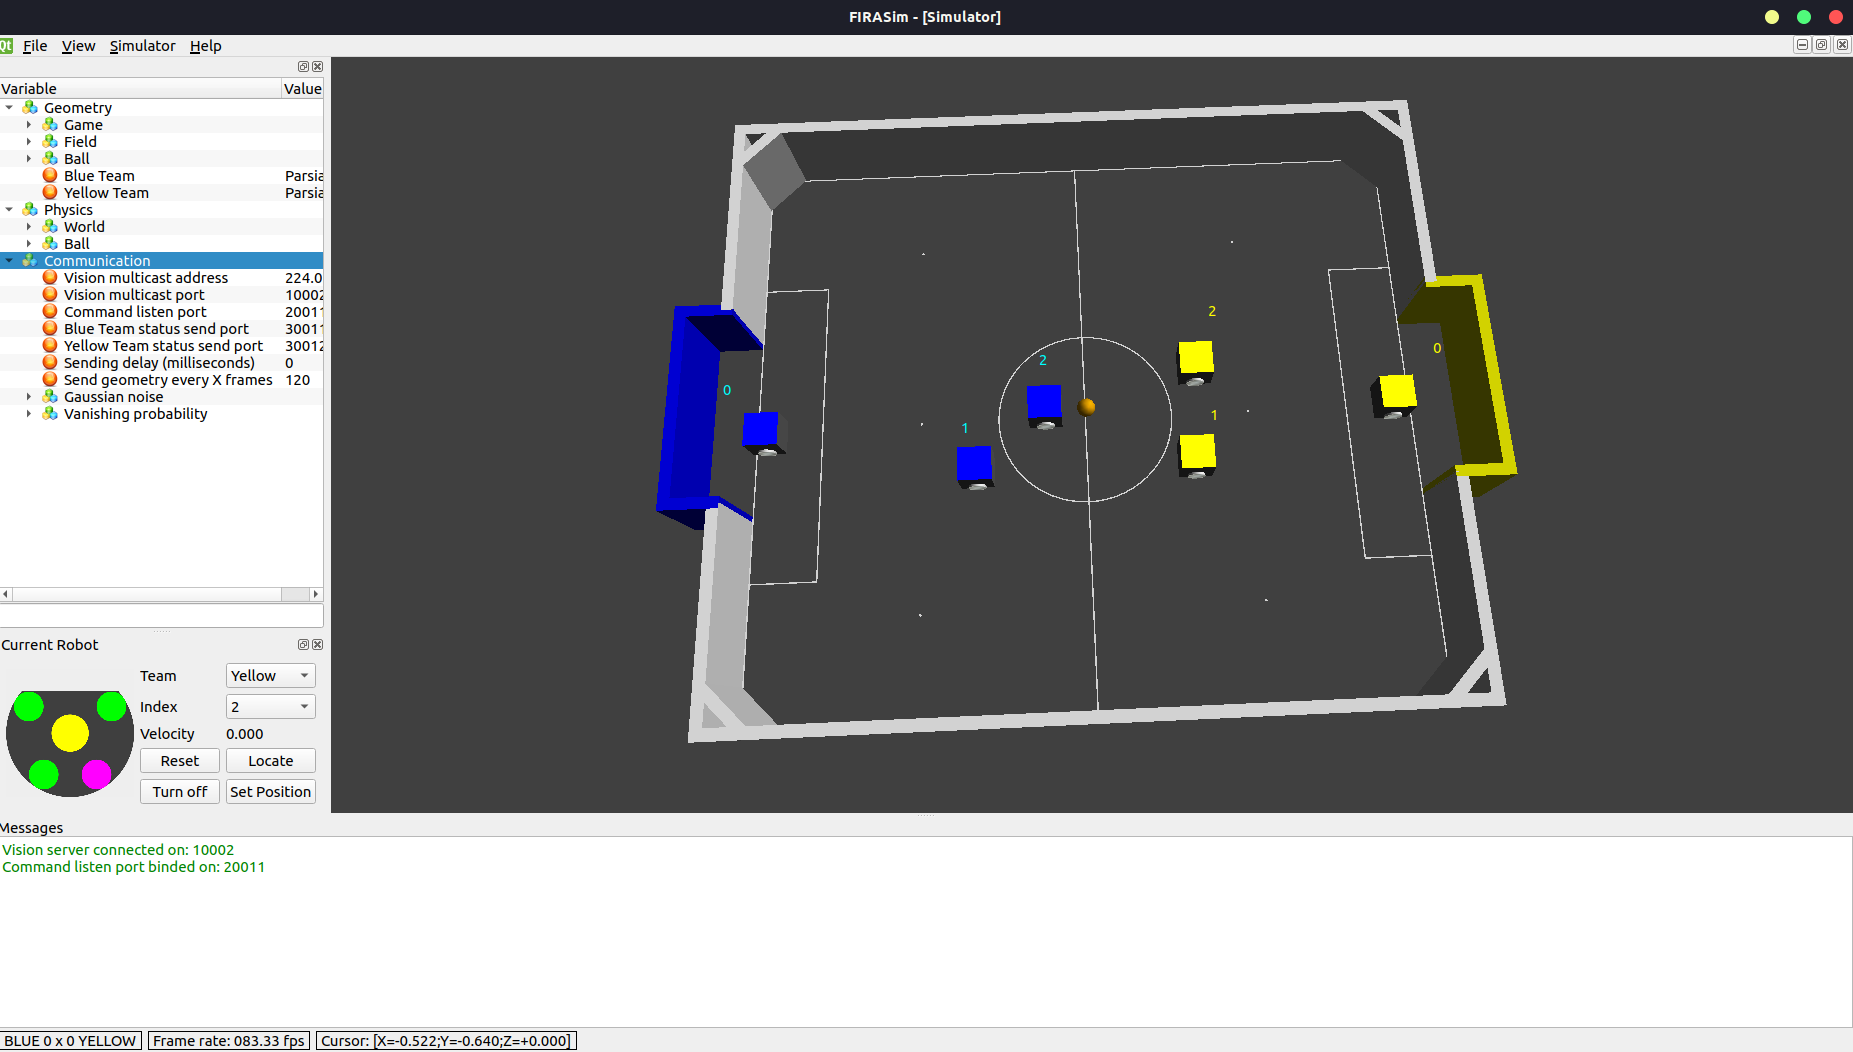 FIRASim - [Simulator]
Qt File View Simulator Help
Variable Value
Geometry
Game
Field
Ball
Blue Team Parsia
Yellow Team Parsia
Physics
World
Ball
Communication
Vision multicast address 224.0
Vision multicast port 10002
Command listen port 20011
Blue Team status send port 30011
Yellow Team status send port 30012
Sending delay (milliseconds) 0
Send geometry every X frames 120
Gaussian noise
Vanishing probability
2
2
0
0
1
1
Current Robot
Team Yellow
Index 2
Velocity 0.000
Reset Locate
Turn off Set Position
Messages
Vision server connected on: 10002
Command listen port binded on: 20011
BLUE 0 x 0 YELLOW Frame rate: 083.33 fps Cursor: [X=-0.522;Y=-0.640;Z=+0.000]